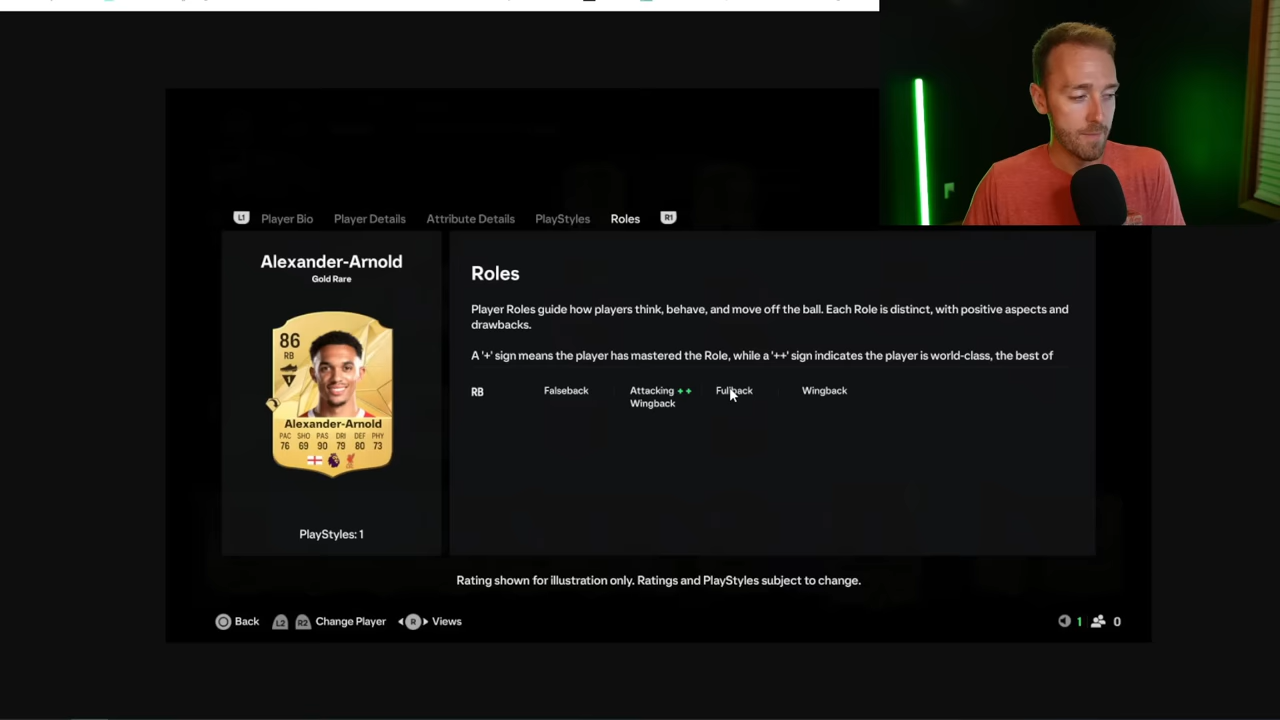 L1 Player Bio Player Details Attribute Details PlayStyles Roles R1
Alexander-Arnold
Gold Rare
86
RB
Alexander-Arnold
PAC SHO PAS DRI DEF PHY
76 69 90 79 80 73
PlayStyles: 1
Roles
Player Roles guide how players think, behave, and move off the ball. Each Role is distinct, with positive aspects and
drawbacks.
A '+' sign means the player has mastered the Role, while a '++' sign indicates the player is world-class, the best of
RB Falseback Attacking ++ Fullback Wingback
Wingback
Rating shown for illustration only. Ratings and PlayStyles subject to change.
Back L2 R2 Change Player R Views 1 0